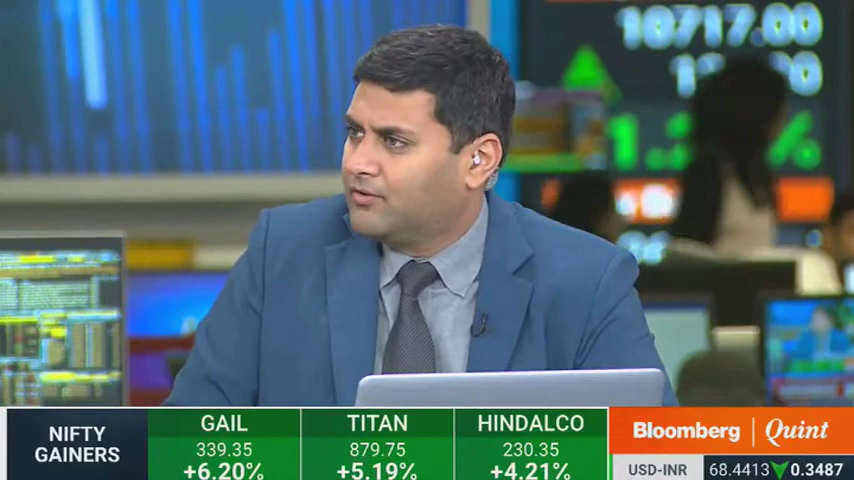 10717.00
NIFTY
GAINERS
GAIL
339.35
+6.20%
TITAN
879.75
+5.19%
HINDALCO
230.35
+4.21%
Bloomberg | Quint
USD-INR
68.4413▼0.3487